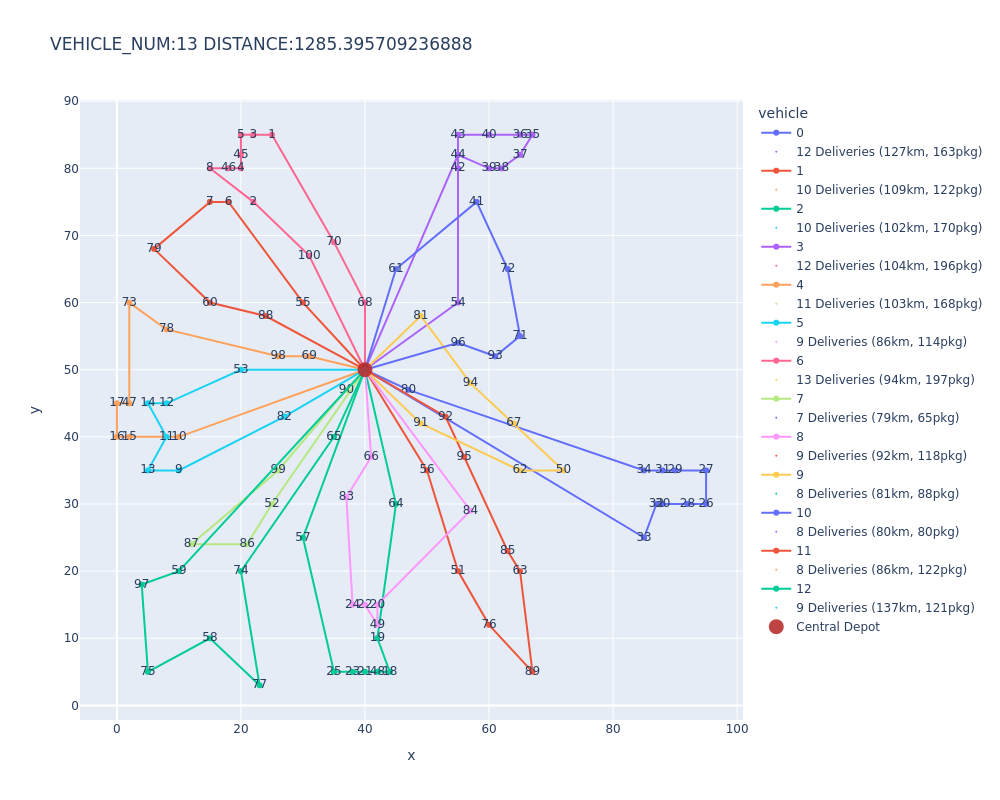 VEHICLE_NUM:13 DISTANCE:1285.395709236888
vehicle
0
12 Deliveries (127km, 163pkg)
1
10 Deliveries (109km, 122pkg)
2
10 Deliveries (102km, 170pkg)
3
12 Deliveries (104km, 196pkg)
4
11 Deliveries (103km, 168pkg)
5
9 Deliveries (86km, 114pkg)
6
13 Deliveries (94km, 197pkg)
7
7 Deliveries (79km, 65pkg)
8
9 Deliveries (92km, 118pkg)
9
8 Deliveries (81km, 88pkg)
10
8 Deliveries (80km, 80pkg)
11
8 Deliveries (86km, 122pkg)
12
9 Deliveries (137km, 121pkg)
Central Depot
90
80
70
60
50
40
30
20
10
0
y
0
20
40
60
80
100
x
5 3 1 43 40 36 35
45 44 37
8 46 4 42 39 38
7 6 2 41
70
79 100
61 72
73 60 55 68 54
88 81
78 71
98 69 96 93
53
94
90 80
17 47 14 12
82 92
91 67
16 15 11 10 65
66 95
13 9 99 56 62 50 34 31 29 27
83
52 64 32 30 28 26
84
57 33
87 86
85
97 59 74 51 63
24 22 20
49 76
58 19
75 25 23 21 48 18 89
77